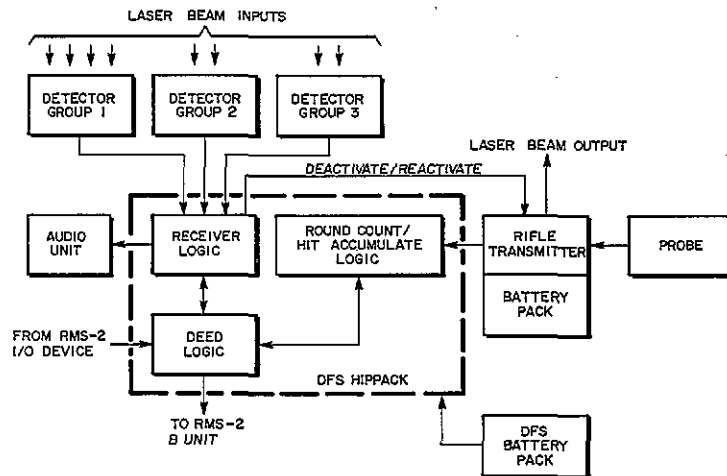 LASER BEAM INPUTS
DETECTOR
GROUP 1
DETECTOR
GROUP 2
DETECTOR
GROUP 3
LASER BEAM OUTPUT
DEACTIVATE/REACTIVATE
AUDIO
UNIT
RECEIVER
LOGIC
ROUND COUNT/
HIT ACCUMULATE
LOGIC
RIFLE
TRANSMITTER
BATTERY
PACK
PROBE
FROM RMS-2
I/O DEVICE
DEED
LOGIC
DFS HIPPACK
TO RMS-2
B UNIT
DFS
BATTERY
PACK